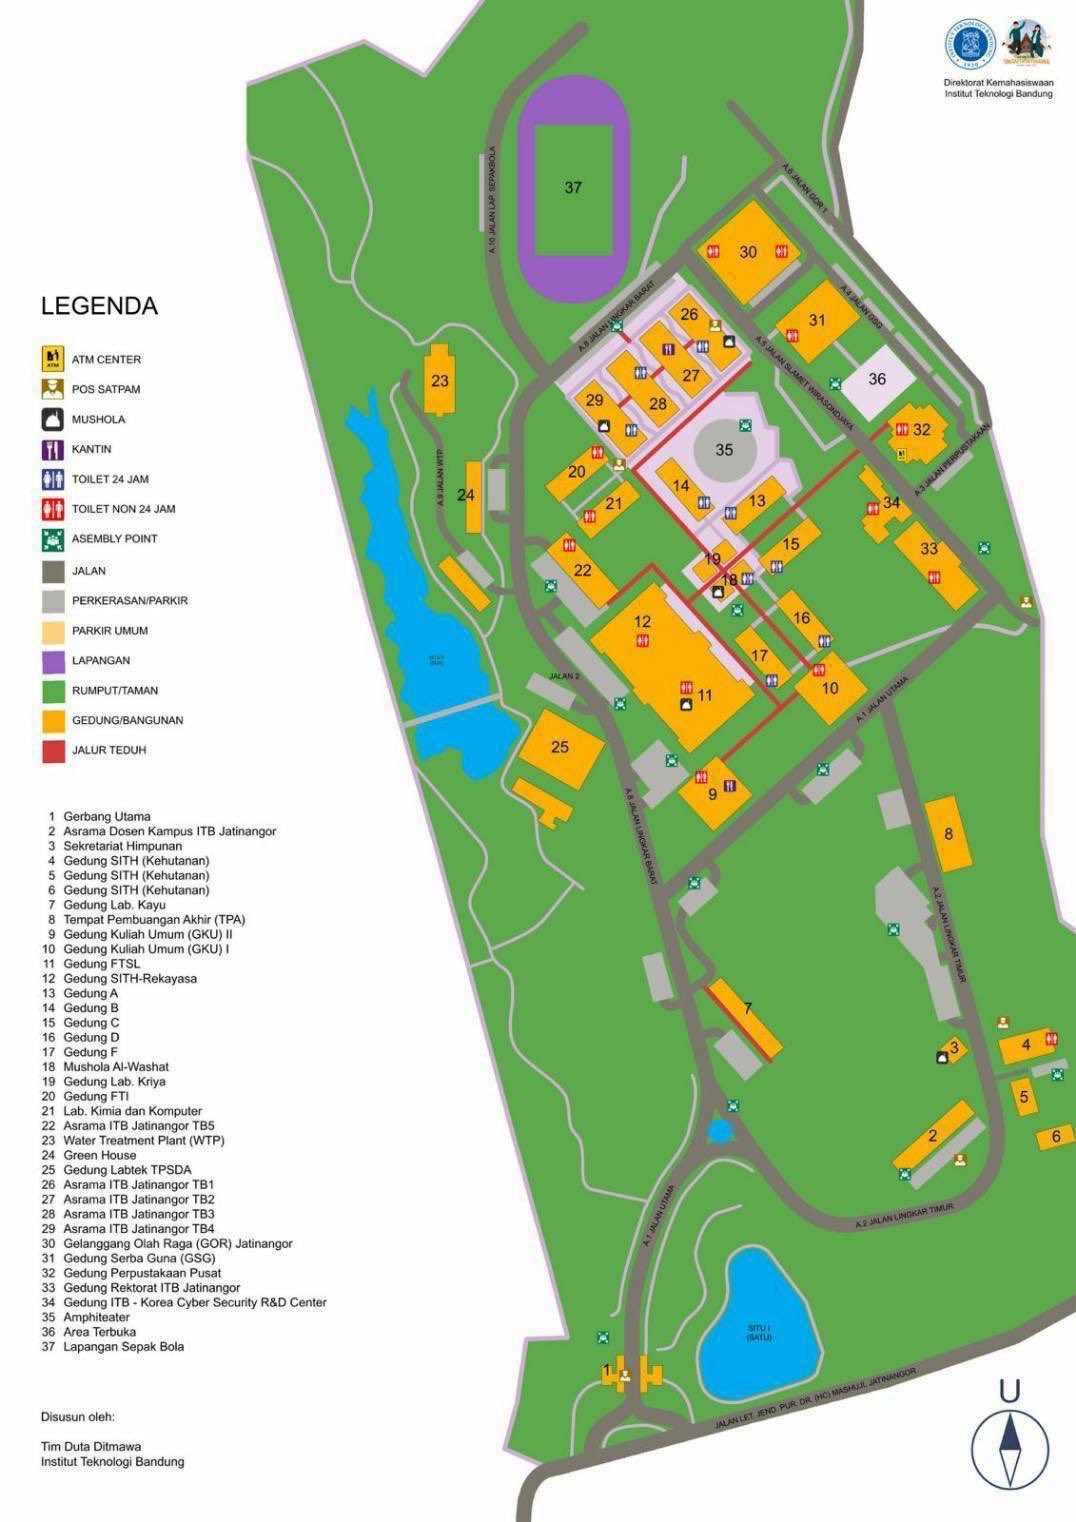 Direktorat Kemahasiswaan
Institut Teknologi Bandung
LEGENDA
ATM CENTER
POS SATPAM
MUSHOLA
KANTIN
TOILET 24 JAM
TOILET NON 24 JAM
ASEMBLY POINT
JALAN
PERKERASAN/PARKIR
PARKIR UMUM
LAPANGAN
RUMPUT/TAMAN
GEDUNG/BANGUNAN
JALUR TEDUH
1 Gerbang Utama
2 Asrama Dosen Kampus ITB Jatinangor
3 Sekretariat Himpunan
4 Gedung SITH (Kehutanan)
5 Gedung SITH (Kehutanan)
6 Gedung SITH (Kehutanan)
7 Gedung Lab. Kayu
8 Tempat Pembuangan Akhir (TPA)
9 Gedung Kuliah Umum (GKU) II
10 Gedung Kuliah Umum (GKU) I
11 Gedung FTSL
12 Gedung SITH-Rekayasa
13 Gedung A
14 Gedung B
15 Gedung C
16 Gedung D
17 Gedung F
18 Mushola Al-Washat
19 Gedung Lab. Kriya
20 Gedung FTI
21 Lab. Kimia dan Komputer
22 Asrama ITB Jatinangor TB5
23 Water Treatment Plant (WTP)
24 Green House
25 Gedung Labtek TPSDA
26 Asrama ITB Jatinangor TB1
27 Asrama ITB Jatinangor TB2
28 Asrama ITB Jatinangor TB3
29 Asrama ITB Jatinangor TB4
30 Gelanggang Olah Raga (GOR) Jatinangor
31 Gedung Serba Guna (GSG)
32 Gedung Perpustakaan Pusat
33 Gedung Rektorat ITB Jatinangor
34 Gedung ITB - Korea Cyber Security R&D Center
35 Amphiteater
36 Area Terbuka
37 Lapangan Sepak Bola
Disusun oleh:
Tim Duta Ditmawa
Institut Teknologi Bandung
37
A.10 JALAN LAP. SEPAKBOLA
A.6 JALAN GOR 1
30
A.4 JALAN GSG
31
A.8 JALAN LINGKAR BARAT
26
A.5 JALAN SLAMET WIRASONDJAYA
36
23
27
29
28
32
A.3 JALAN PERPUSTAKAAN
35
20
14
A.9 JALAN WTP
24
21
13
34
15
33
22
19
18
12
16
17
10
11
JALAN 2
A.1 JALAN UTAMA
25
9
A.8 JALAN LINGKAR BARAT
8
A.2 JALAN LINGKAR TIMUR
7
3
4
5
2
6
A.2 JALAN LINGKAR TIMUR
A.1 JALAN UTAMA
SITU I
(SATU)
1
JALAN LET. JEND. PUR. DR. (HC) MASHUJI, JATINANGOR
U